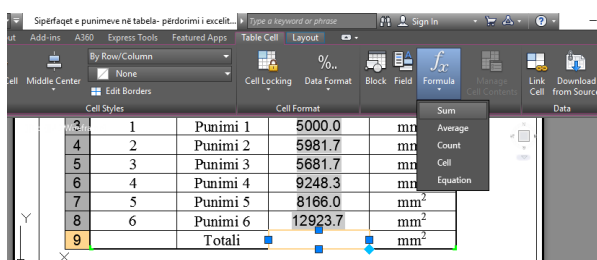 Sipërfaqet e punimeve në tabela- përdorimi i excelit...
Type a keyword or phrase
Sign In
ut Add-ins A360 Express Tools Featured Apps Table Cell Layout
By Row/Column
None
Edit Borders
Cell Middle Center
Cell Styles
Cell Locking Data Format
Cell Format
Block Field Formula
Manage Cell Contents
Link Cell
Download from Source
Data
Sum
Average
Count
Cell
Equation
3 1 Punimi 1 5000.0 mm
4 2 Punimi 2 5981.7 mm
5 3 Punimi 3 5681.7 mm
6 4 Punimi 4 9248.3 mm
7 5 Punimi 5 8166.0 mm²
8 6 Punimi 6 12923.7 mm²
9 Totali mm²
Y
X